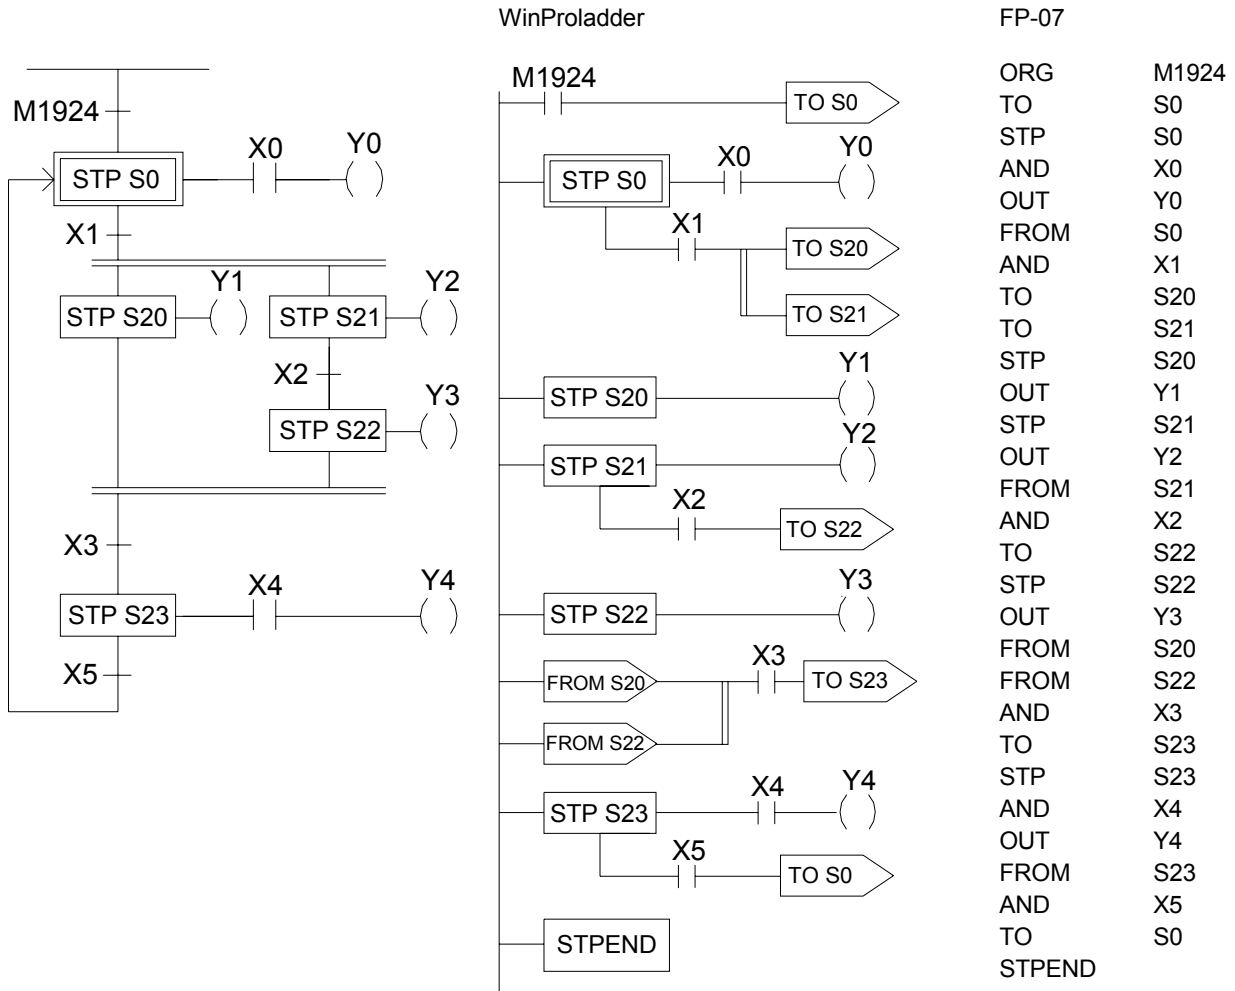 WinProladder
FP-07
M1924
X0
Y0
STP S0
X1
Y1
Y2
STP S20
STP S21
X2
Y3
STP S22
X3
X4
Y4
STP S23
X5
M1924
TO S0
X0
Y0
STP S0
X1
TO S20
TO S21
Y1
STP S20
Y2
STP S21
X2
TO S22
Y3
STP S22
X3
FROM S20
TO S23
FROM S22
X4
Y4
STP S23
X5
TO S0
STPEND
ORG M1924
TO S0
STP S0
AND X0
OUT Y0
FROM S0
AND X1
TO S20
TO S21
STP S20
OUT Y1
STP S21
OUT Y2
FROM S21
AND X2
TO S22
STP S22
OUT Y3
FROM S20
FROM S22
AND X3
TO S23
STP S23
AND X4
OUT Y4
FROM S23
AND X5
TO S0
STPEND